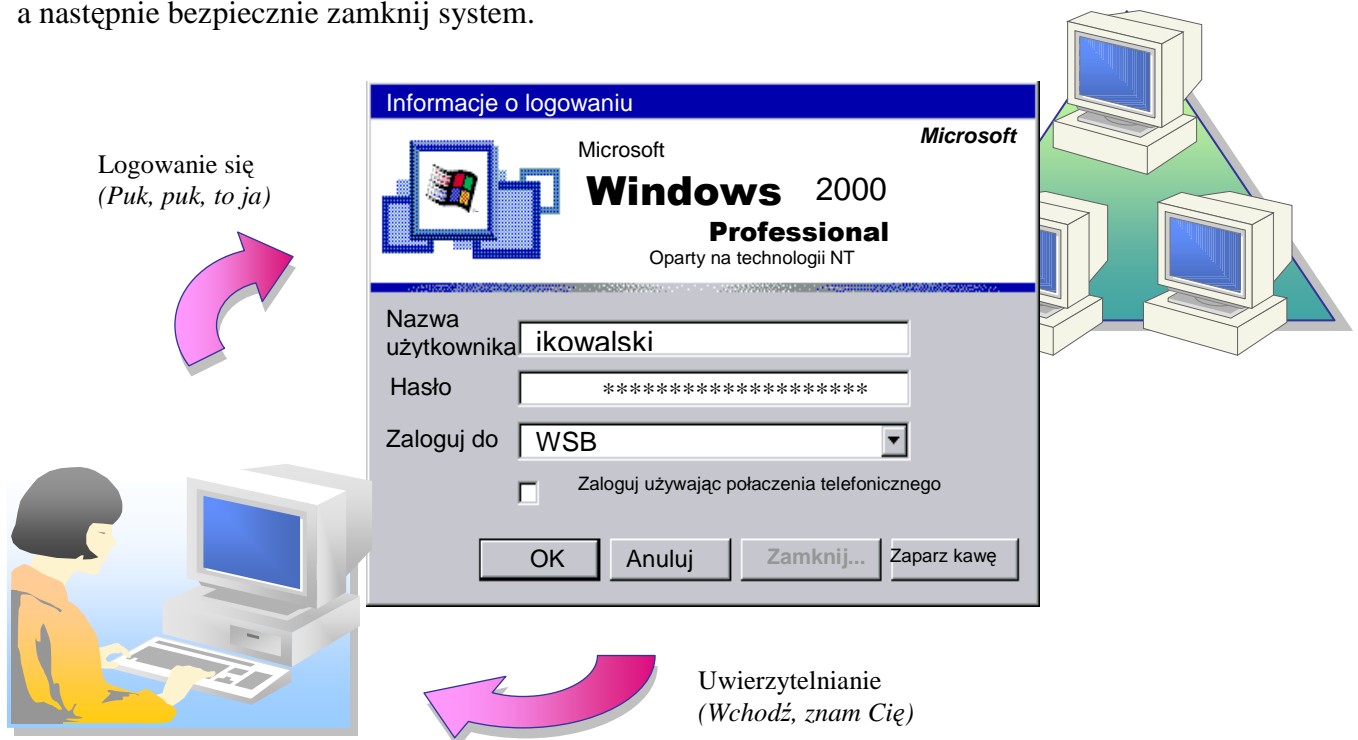 a następnie bezpiecznie zamknij system.
Informacje o logowaniu
Microsoft
Microsoft
Windows 2000
Professional
Oparty na technologii NT
Logowanie się
(Puk, puk, to ja)
Nazwa
użytkownika ikowalski
Hasło ********************
Zaloguj do WSB
Zaloguj używając połaczenia telefonicznego
OK Anuluj Zamknij... Zaparz kawę
Uwierzytelnianie
(Wchodź, znam Cię)